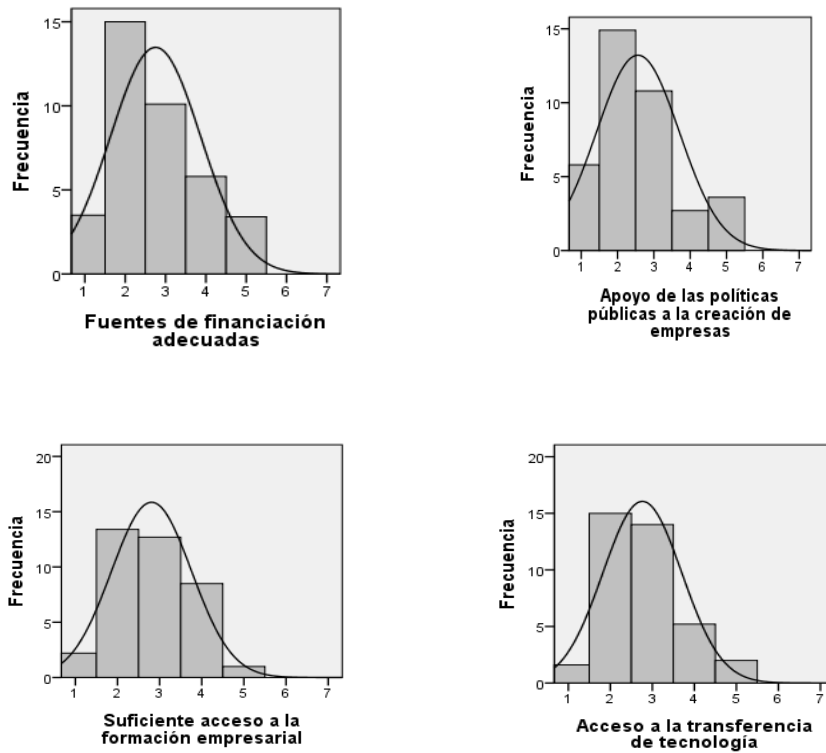 15
10
5
0
Frecuencia
1 2 3 4 5 6 7
Fuentes de financiación
adecuadas
15
10
5
0
Frecuencia
1 2 3 4 5 6 7
Apoyo de las políticas
públicas a la creación de
empresas
20
15
10
5
0
Frecuencia
1 2 3 4 5 6 7
Suficiente acceso a la
formación empresarial
20
15
10
5
0
Frecuencia
1 2 3 4 5 6 7
Acceso a la transferencia
de tecnología